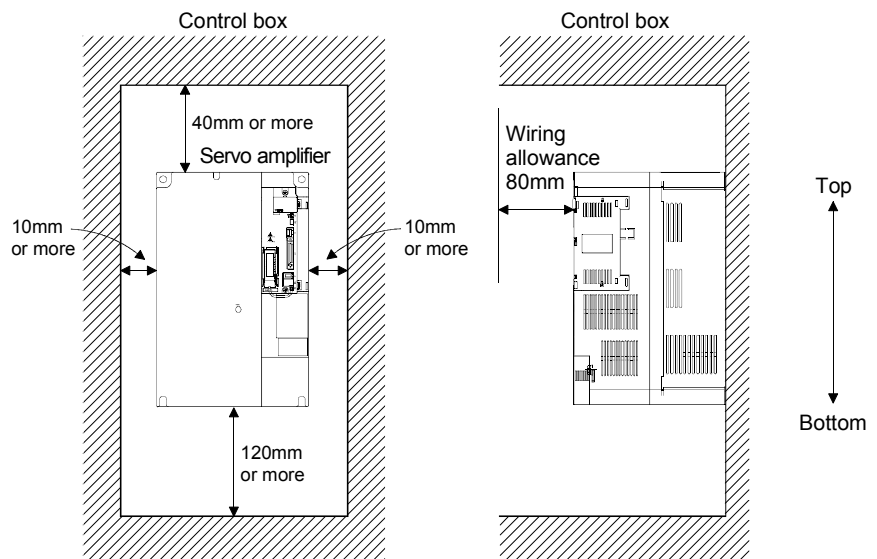 Control box
40mm or more
Servo amplifier
10mm
or more
10mm
or more
120mm
or more
Control box
Wiring
allowance
80mm
Top
Bottom